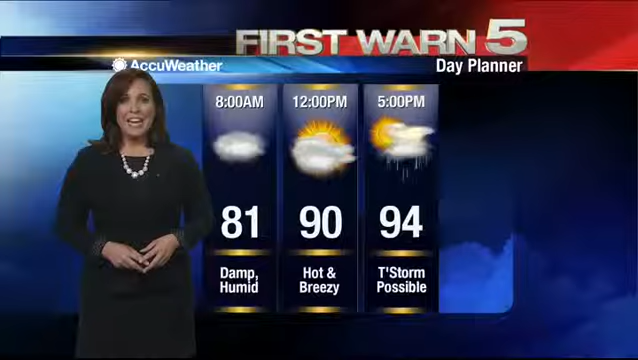 FIRST WARN 5
AccuWeather
Day Planner
8:00AM 12:00PM 5:00PM
81 90 94
Damp, Humid
Hot & Breezy
T'Storm Possible